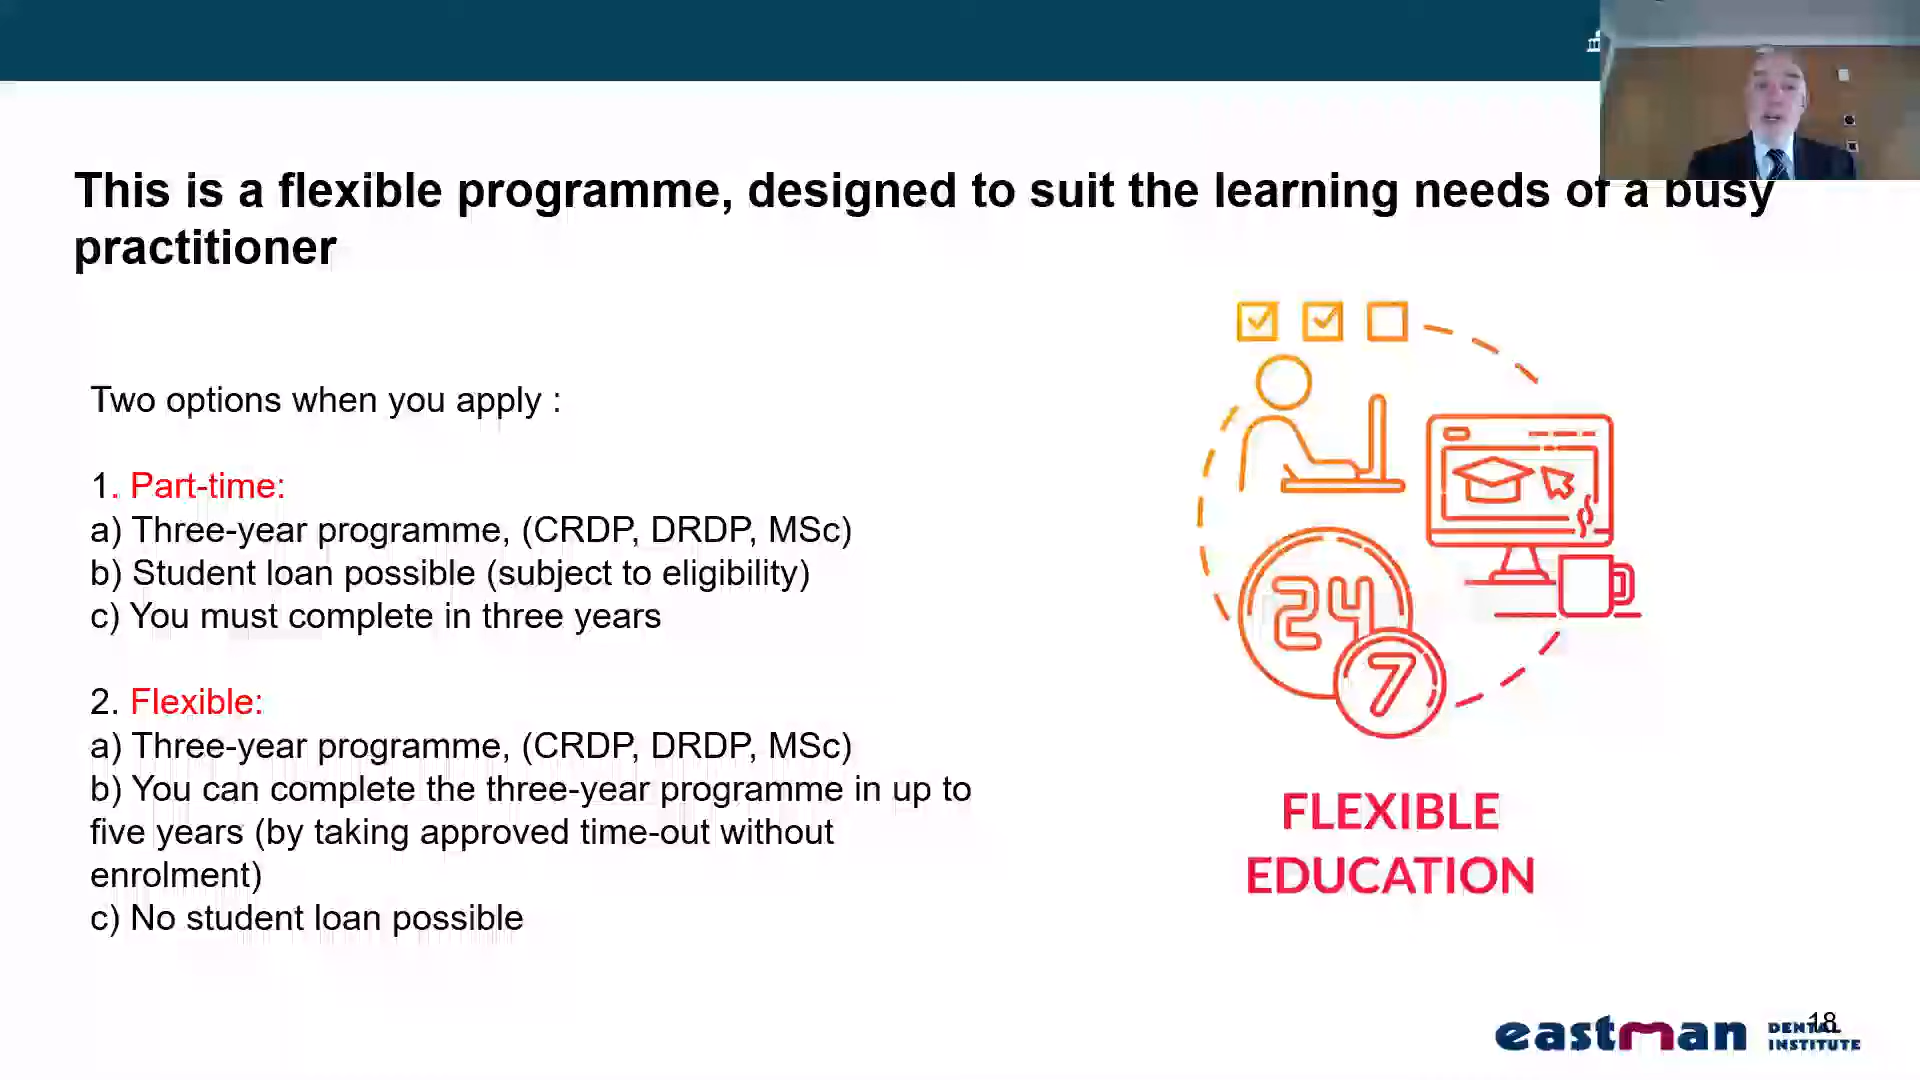 This is a flexible programme, designed to suit the learning needs of a busy
practitioner
Two options when you apply :
1. Part-time:
a) Three-year programme, (CRDP, DRDP, MSc)
b) Student loan possible (subject to eligibility)
c) You must complete in three years
2. Flexible:
a) Three-year programme, (CRDP, DRDP, MSc)
b) You can complete the three-year programme in up to
five years (by taking approved time-out without
enrolment)
c) No student loan possible
24
7
FLEXIBLE
EDUCATION
eastman DENTAL
INSTITUTE
18